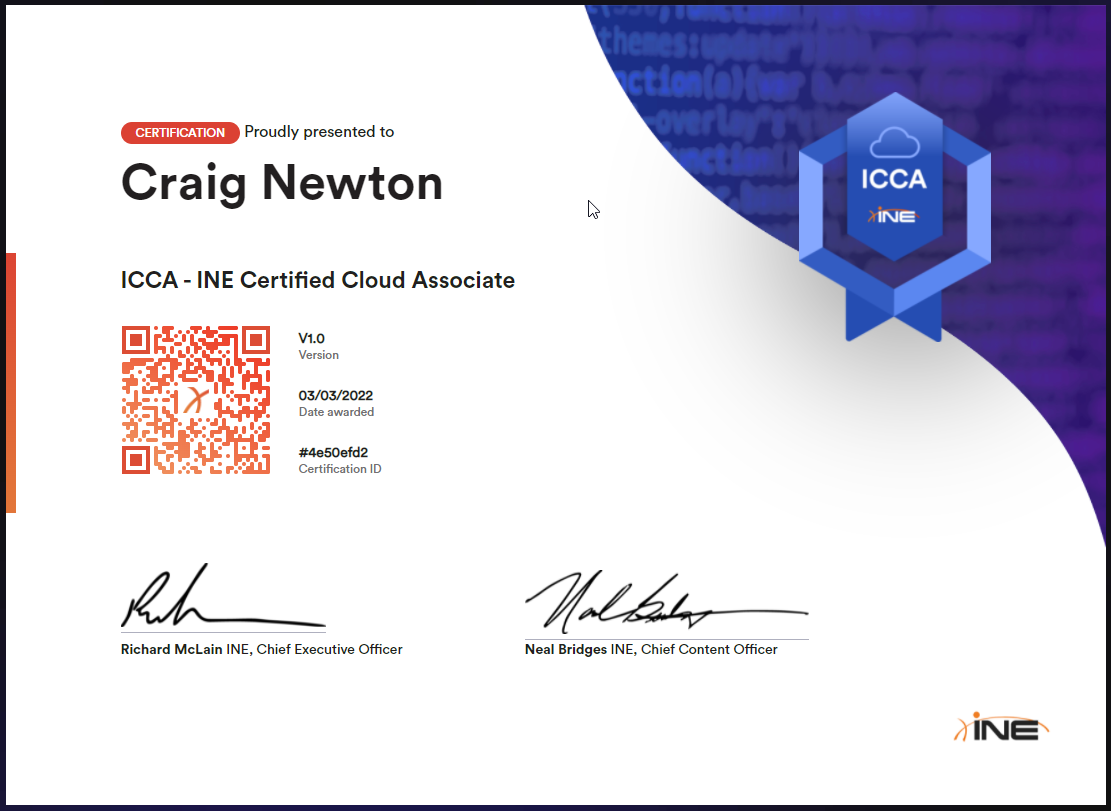 CERTIFICATION Proudly presented to
Craig Newton
ICCA
INE
ICCA - INE Certified Cloud Associate
V1.0
Version
03/03/2022
Date awarded
#4e50efd2
Certification ID
Richard McLain INE, Chief Executive Officer
Neal Bridges INE, Chief Content Officer
INE